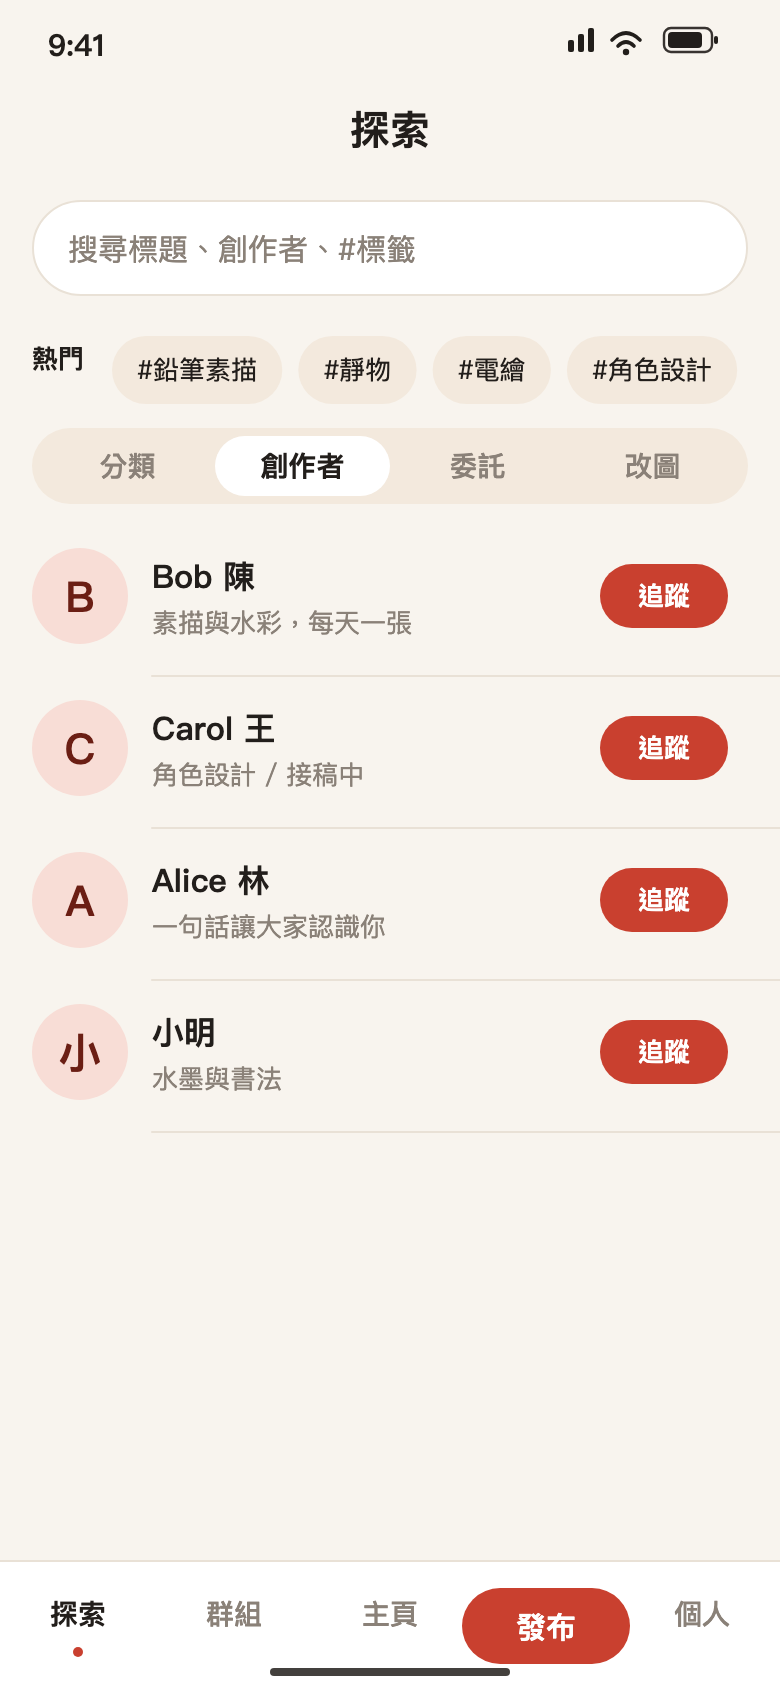 9:41
探索
搜尋標題、創作者、#標籤
熱門 #鉛筆素描 #靜物 #電繪 #角色設計
分類 創作者 委託 改圖
B Bob 陳 追蹤
素描與水彩，每天一張
C Carol 王 追蹤
角色設計 / 接稿中
A Alice 林 追蹤
一句話讓大家認識你
小 小明 追蹤
水墨與書法
探索 群組 主頁 發布 個人